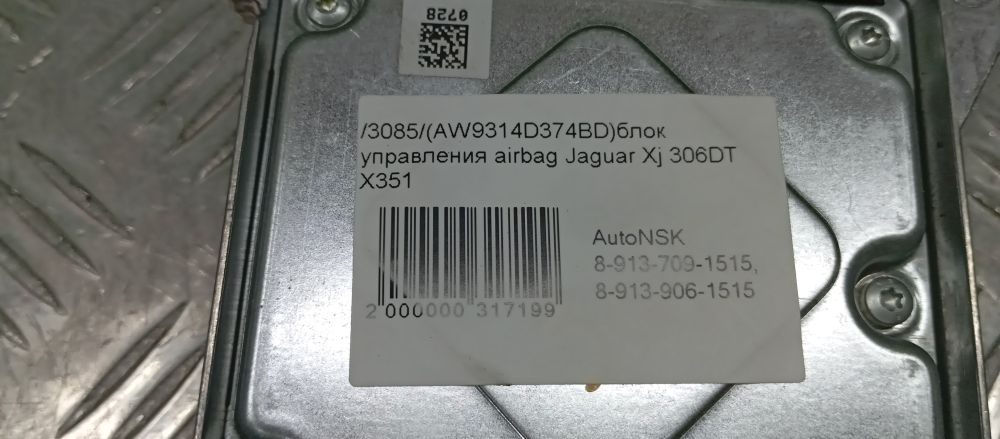 0728
/3085/(AW9314D374BD)блок
управления airbag Jaguar Xj 306DT
X351
AutoNSK
8-913-709-1515,
8-913-906-1515
2 000000 317199